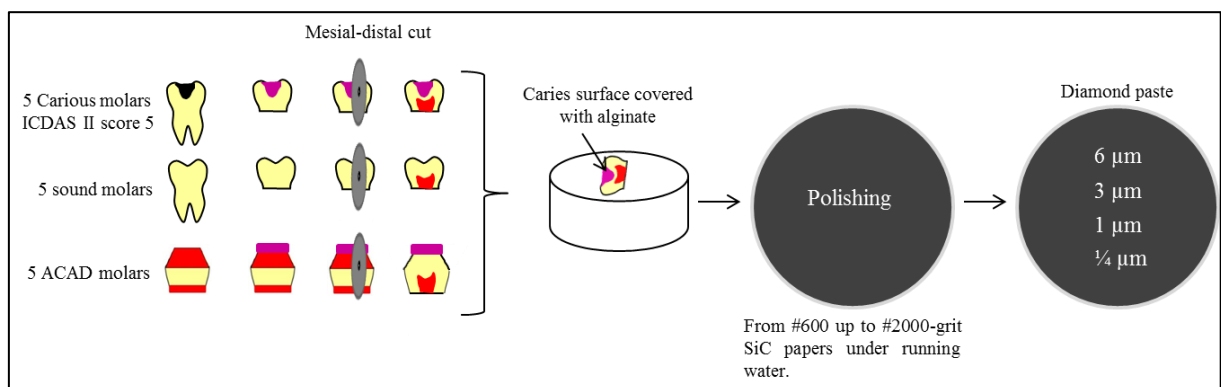 Mesial-distal cut
5 Carious molars
ICDAS II score 5
5 sound molars
5 ACAD molars
Caries surface covered
with alginate
Polishing
From #600 up to #2000-grit
SiC papers under running
water.
Diamond paste
6 µm
3 µm
1 µm
¼ µm